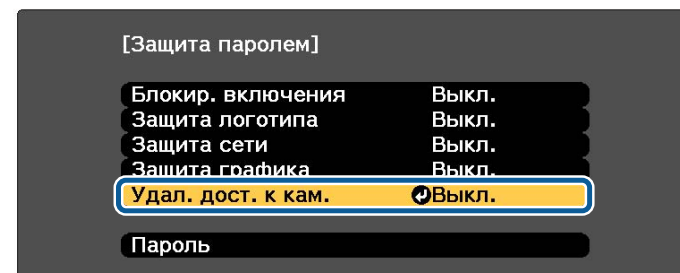 [Защита паролем]
Блокир. включения Выкл.
Защита логотипа Выкл.
Защита сети Выкл.
Защита графика Выкл.
Удал. дост. к кам. Выкл.
Пароль